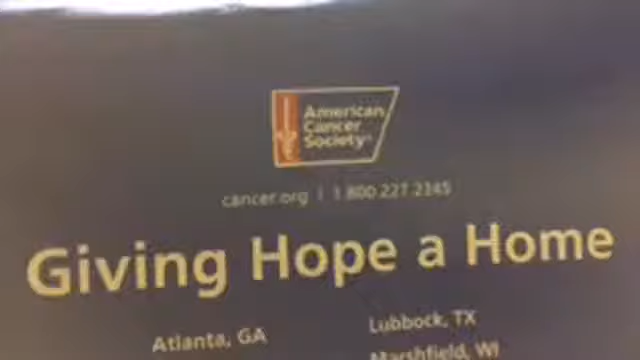 American
Cancer
Society
cancer.org | 1 800 227 2345
Giving Hope a Home
Atlanta, GA
Lubbock, TX
Marshfield, WI